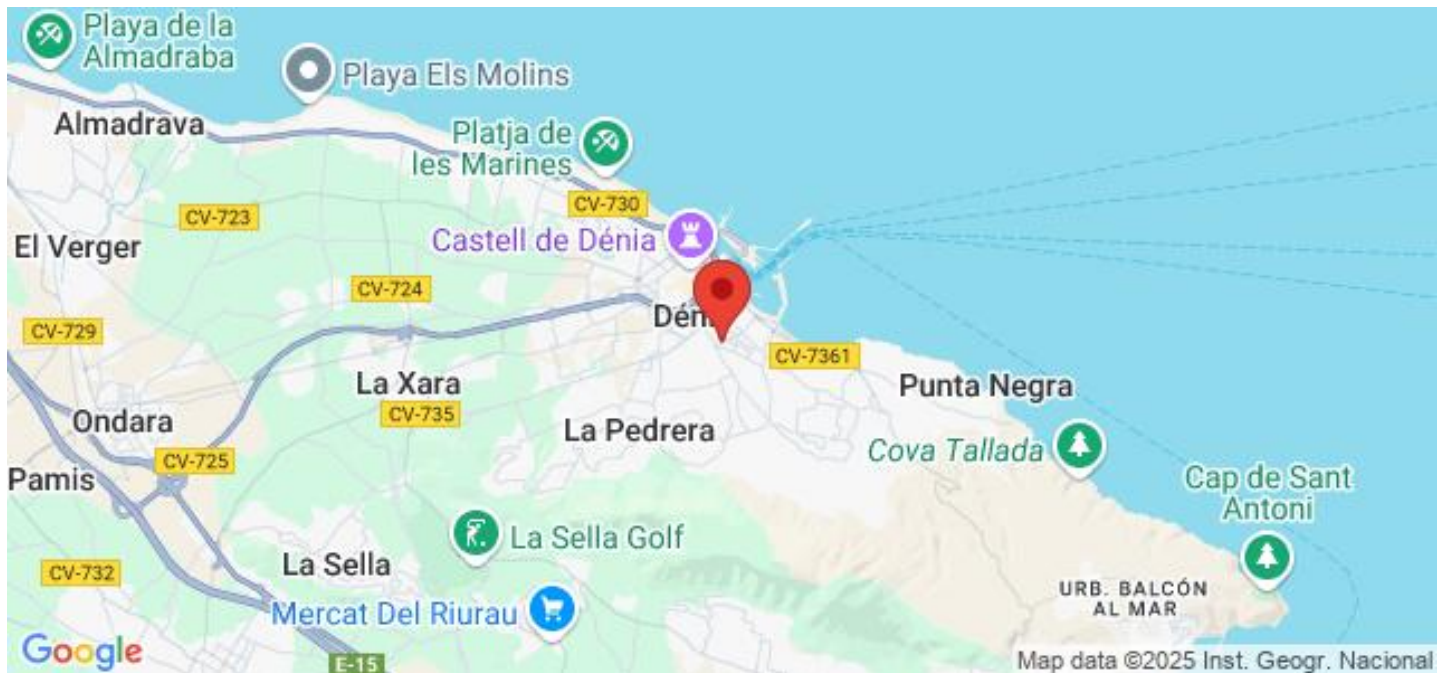 Playa de la
Almadraba
Playa Els Molins
Almadrava
Platja de
les Marines
CV-730
CV-723
El Verger
Castell de Dénia
CV-724
CV-729
CV-7361
La Xara
CV-735
Punta Negra
Ondara
La Pedrera
Cova Tallada
CV-725
Pamis
Cap de Sant
Antoni
La Sella Golf
La Sella
CV-732
URB. BALCÓN
AL MAR
Mercat Del Riurau
Google
E-15
Map data ©2025 Inst. Geogr. Nacional